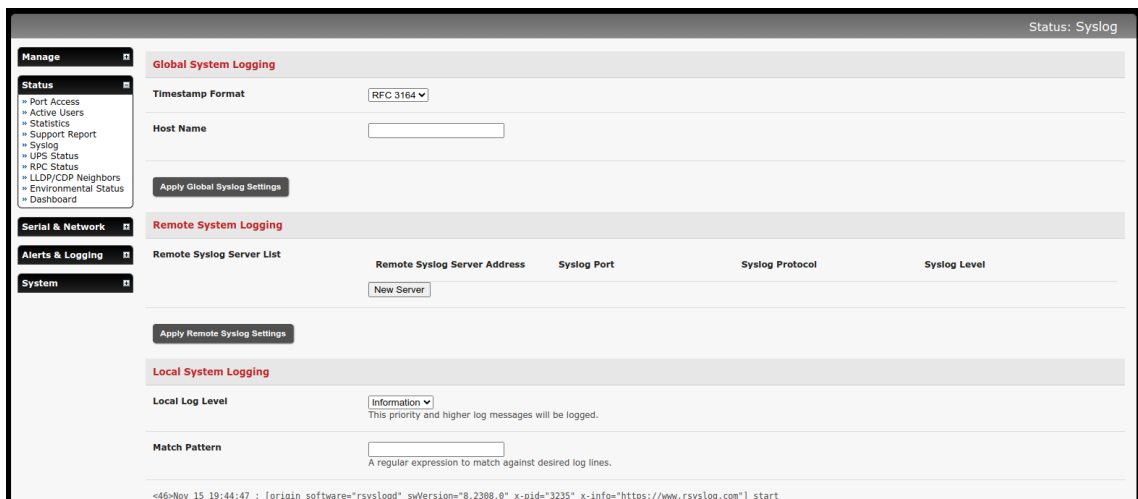 Status: Syslog
Manage
Status
» Port Access
» Active Users
» Statistics
» Support Report
» Syslog
» UPS Status
» RPC Status
» LLDP/CDP Neighbors
» Environmental Status
» Dashboard
Serial & Network
Alerts & Logging
System
Global System Logging
Timestamp Format
RFC 3164
Host Name
Apply Global Syslog Settings
Remote System Logging
Remote Syslog Server List
Remote Syslog Server Address Syslog Port Syslog Protocol Syslog Level
New Server
Apply Remote Syslog Settings
Local System Logging
Local Log Level
Information
This priority and higher log messages will be logged.
Match Pattern
A regular expression to match against desired log lines.
<46>Nov 15 19:44:47 : [origin software="rsyslogd" swVersion="8.2308.0" x-pid="3235" x-info="https://www.rsyslog.com"] start